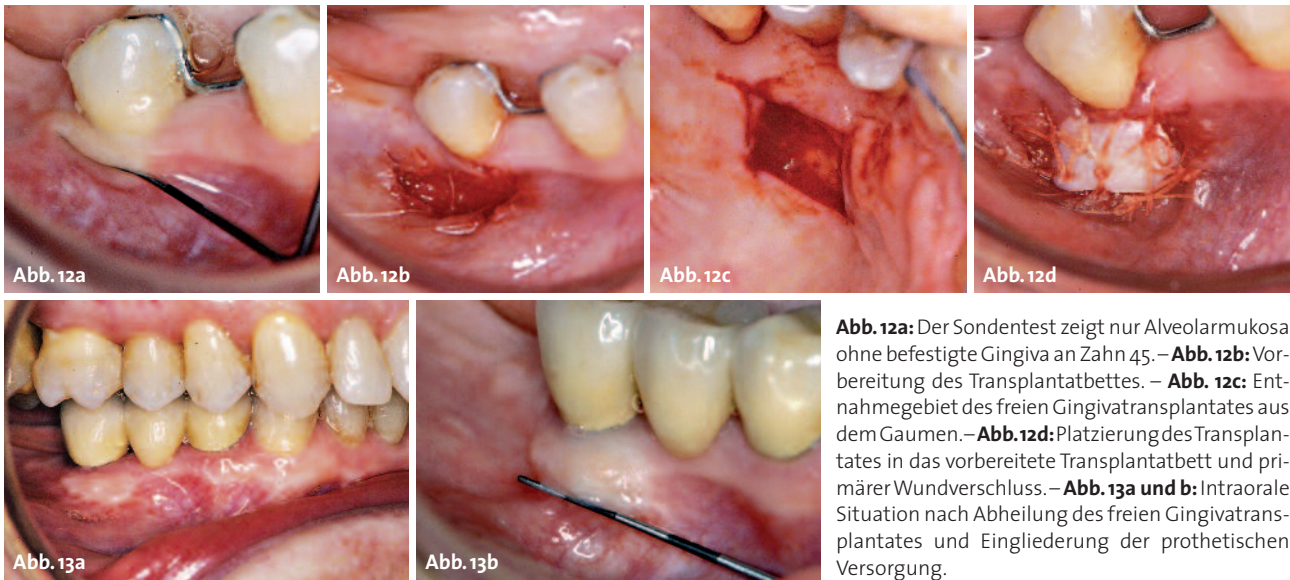 Abb. 12a
Abb. 12b
Abb. 12c
Abb. 12d
Abb. 13a
Abb. 13b
Abb. 12a: Der Sondentest zeigt nur Alveolarmukosa
ohne befestigte Gingiva an Zahn 45. – Abb. 12b: Vor-
bereitung des Transplantatbettes. – Abb. 12c: Ent-
nahmegebiet des freien Gingivatransplantates aus
dem Gaumen. – Abb. 12d: Platzierung des Transplan-
tates in das vorbereitete Transplantatbett und pri-
märer Wundverschluss. – Abb. 13a und b: Intraorale
Situation nach Abheilung des freien Gingivatrans-
plantates und Eingliederung der prothetischen
Versorgung.